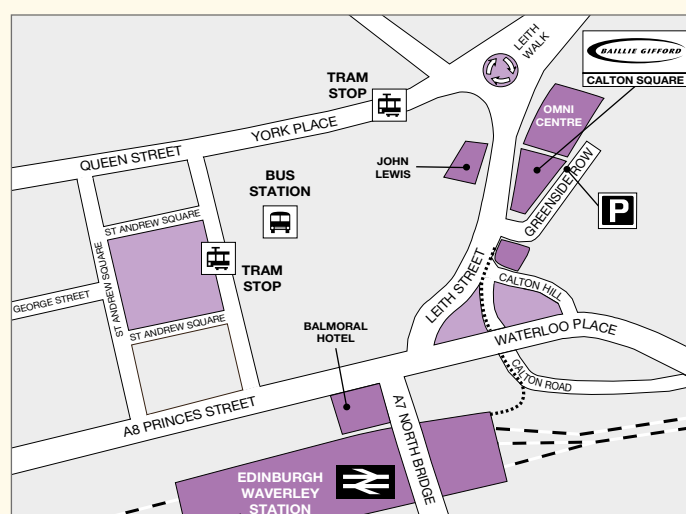 LEITH
WALK
BAILLIE GIFFORD
CALTON SQUARE
TRAM
STOP
OMNI
CENTRE
YORK PLACE
QUEEN STREET
JOHN
LEWIS
BUS
STATION
GREENSIDE ROW
P
ST ANDREW SQUARE
ST ANDREW SQUARE
TRAM
STOP
GEORGE STREET
LEITH STREET
CALTON HILL
ST ANDREW SQUARE
BALMORAL
HOTEL
WATERLOO PLACE
CALTON ROAD
A8 PRINCES STREET
A7 NORTH BRIDGE
EDINBURGH
WAVERLEY
STATION